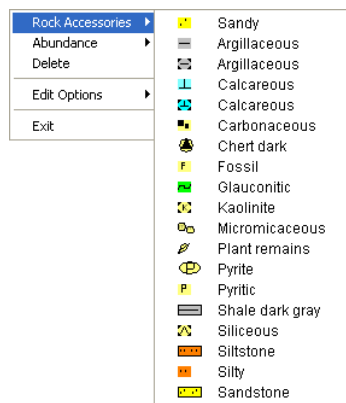 Rock Accessories
Abundance
Delete
Edit Options
Exit
Sandy
Argillaceous
Argillaceous
Calcareous
Calcareous
Carbonaceous
Chert dark
F Fossil
Glauconitic
K Kaolinite
Micromicaceous
Plant remains
P Pyrite
P Pyritic
Shale dark gray
Siliceous
Siltstone
Silty
Sandstone